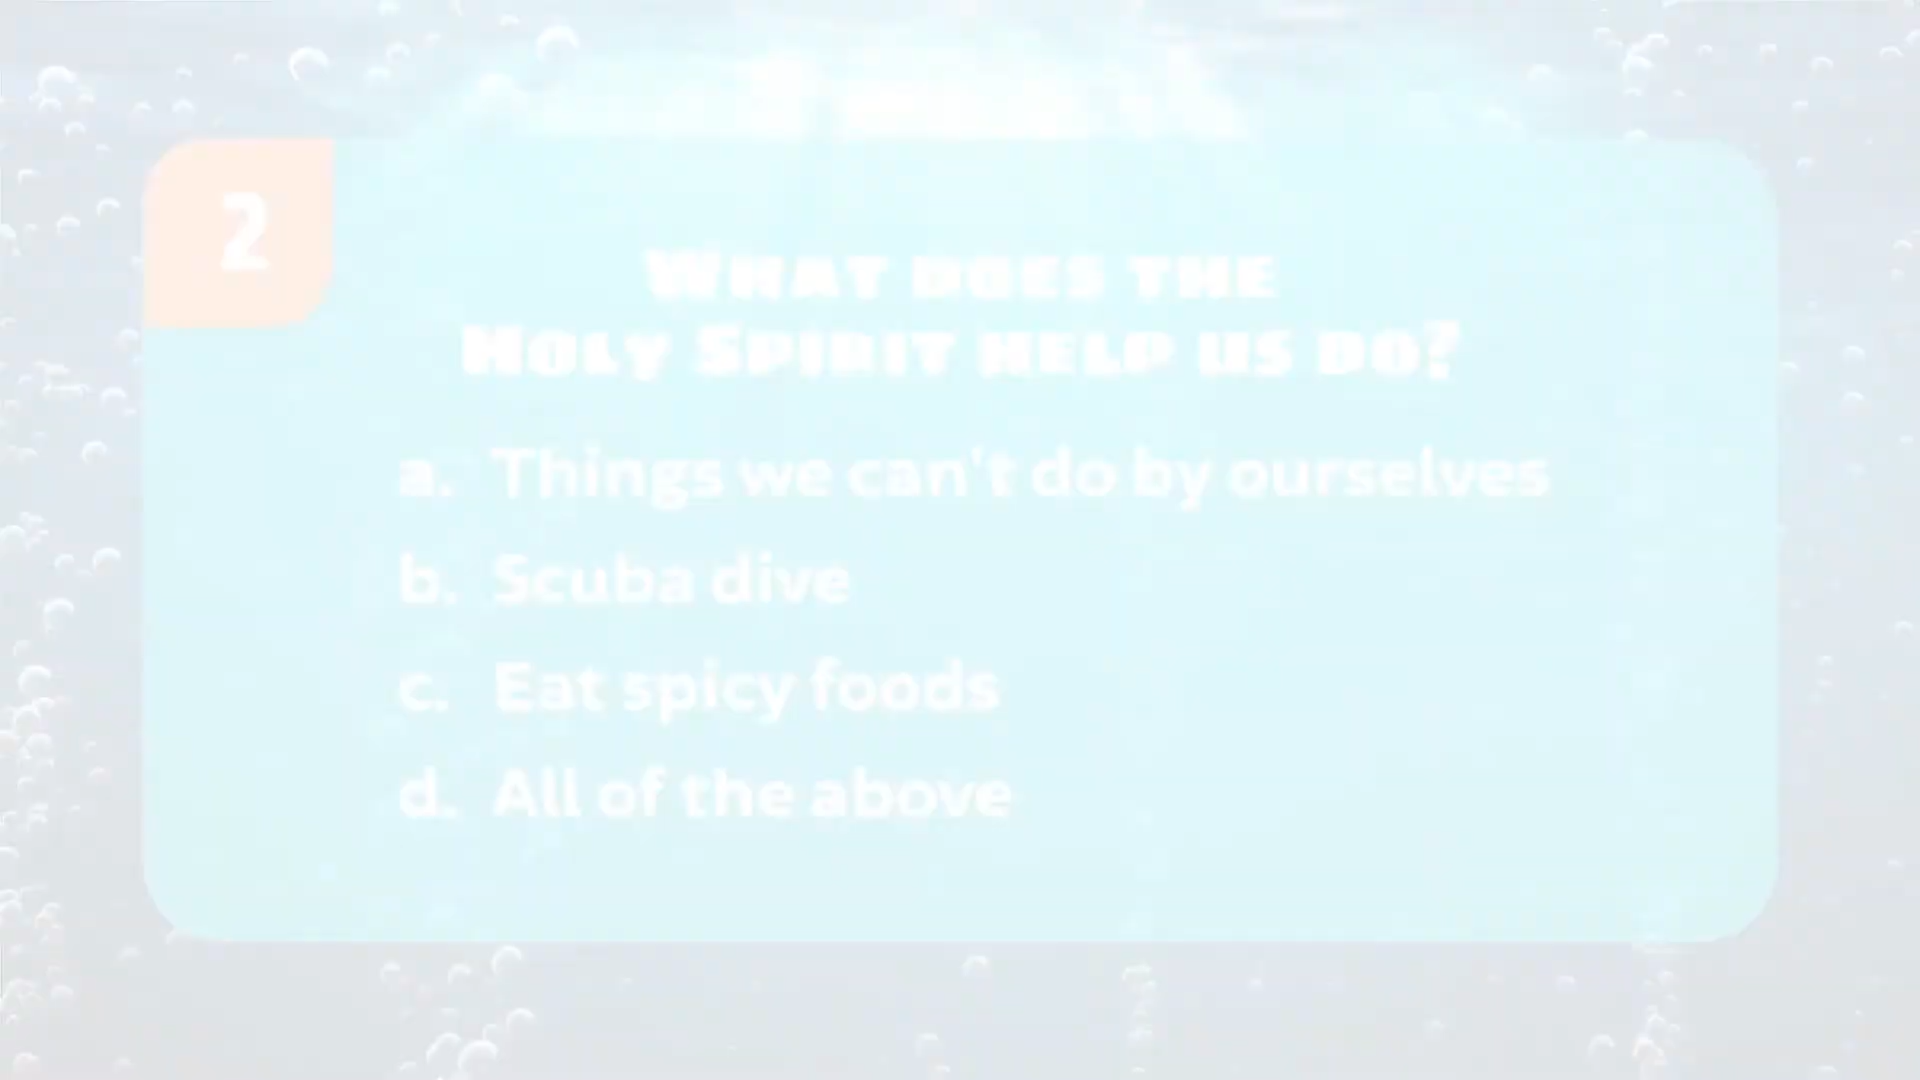 2
What does the
Holy Spirit help us do?
a. Things we can't do by ourselves
b. Scuba dive
c. Eat spicy foods
d. All of the above